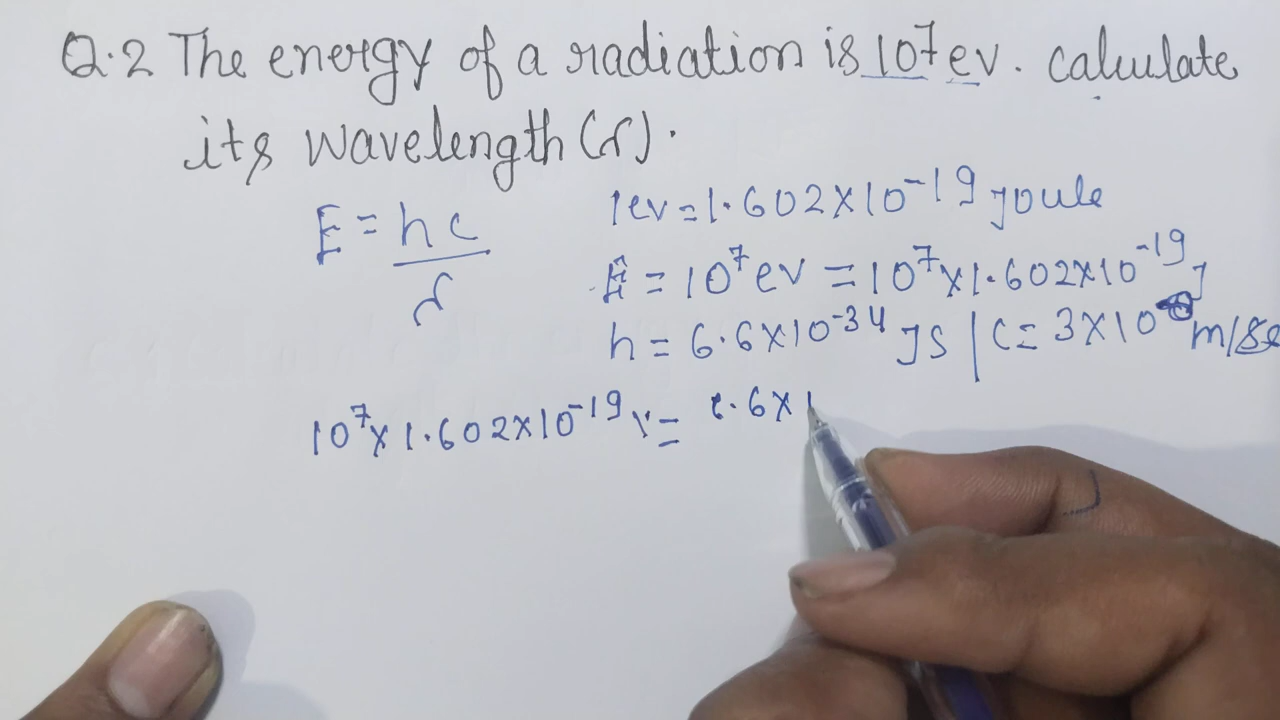 Q.2 The energy of a radiation is 10⁷ ev. calculate
its wavelength (λ).
E = hc/λ
1ev = 1.602×10⁻¹⁹ joule
E = 10⁷ ev = 10⁷×1.602×10⁻¹⁹ J
h = 6.6×10⁻³⁴ JS | C = 3×10⁸ m/se
10⁷×1.602×10⁻¹⁹ = 6.6×1